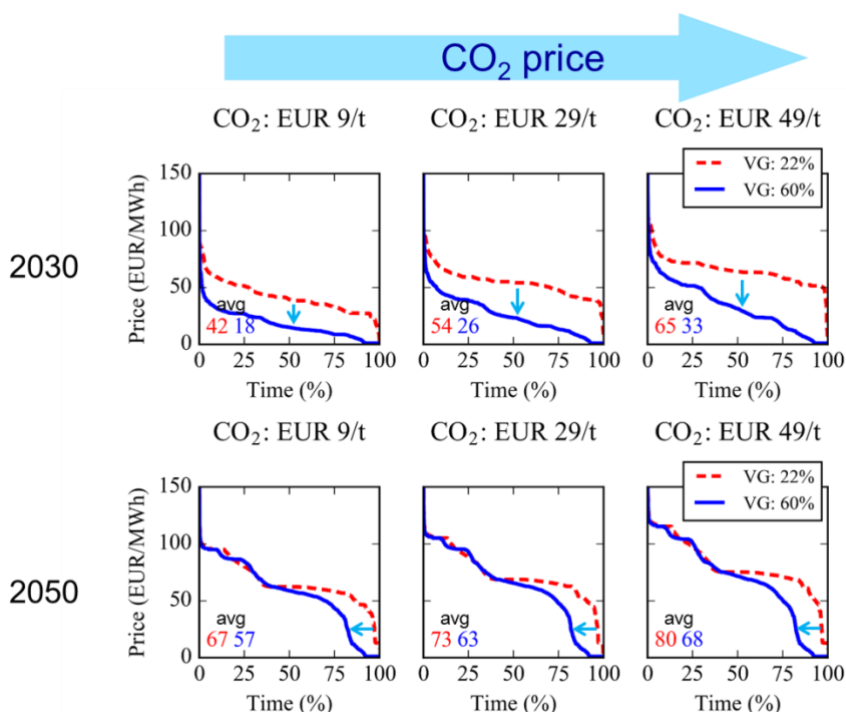 CO₂ price
CO₂: EUR 9/t CO₂: EUR 29/t CO₂: EUR 49/t
2030
Price (EUR/MWh)
150
100
50
0
VG: 22%
VG: 60%
avg
42 18
avg
54 26
avg
65 33
0 25 50 75 100 0 25 50 75 100 0 25 50 75 100
Time (%) Time (%) Time (%)
CO₂: EUR 9/t CO₂: EUR 29/t CO₂: EUR 49/t
2050
Price (EUR/MWh)
150
100
50
0
VG: 22%
VG: 60%
avg
67 57
avg
73 63
avg
80 68
0 25 50 75 100 0 25 50 75 100 0 25 50 75 100
Time (%) Time (%) Time (%)